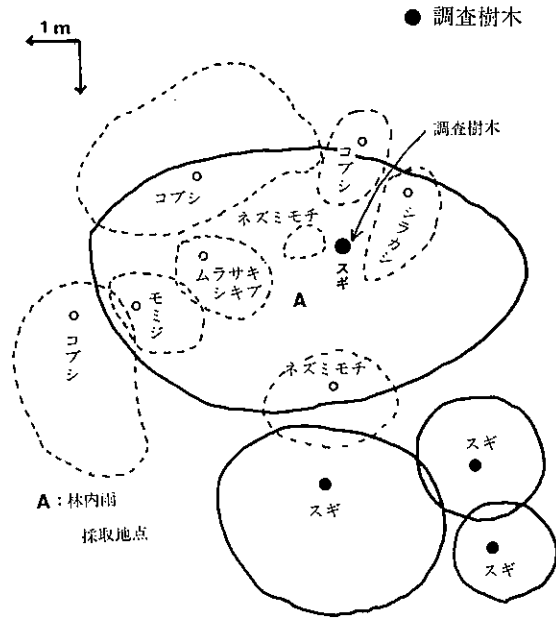 ● 調査樹木
1m
調査樹木
コブシ
コブシ
シラカシ
ネズミモチ
スギ
ムラサキ
シキブ
A
モミジ
コブシ
ネズミモチ
スギ
スギ
スギ
A：林内雨
採取地点